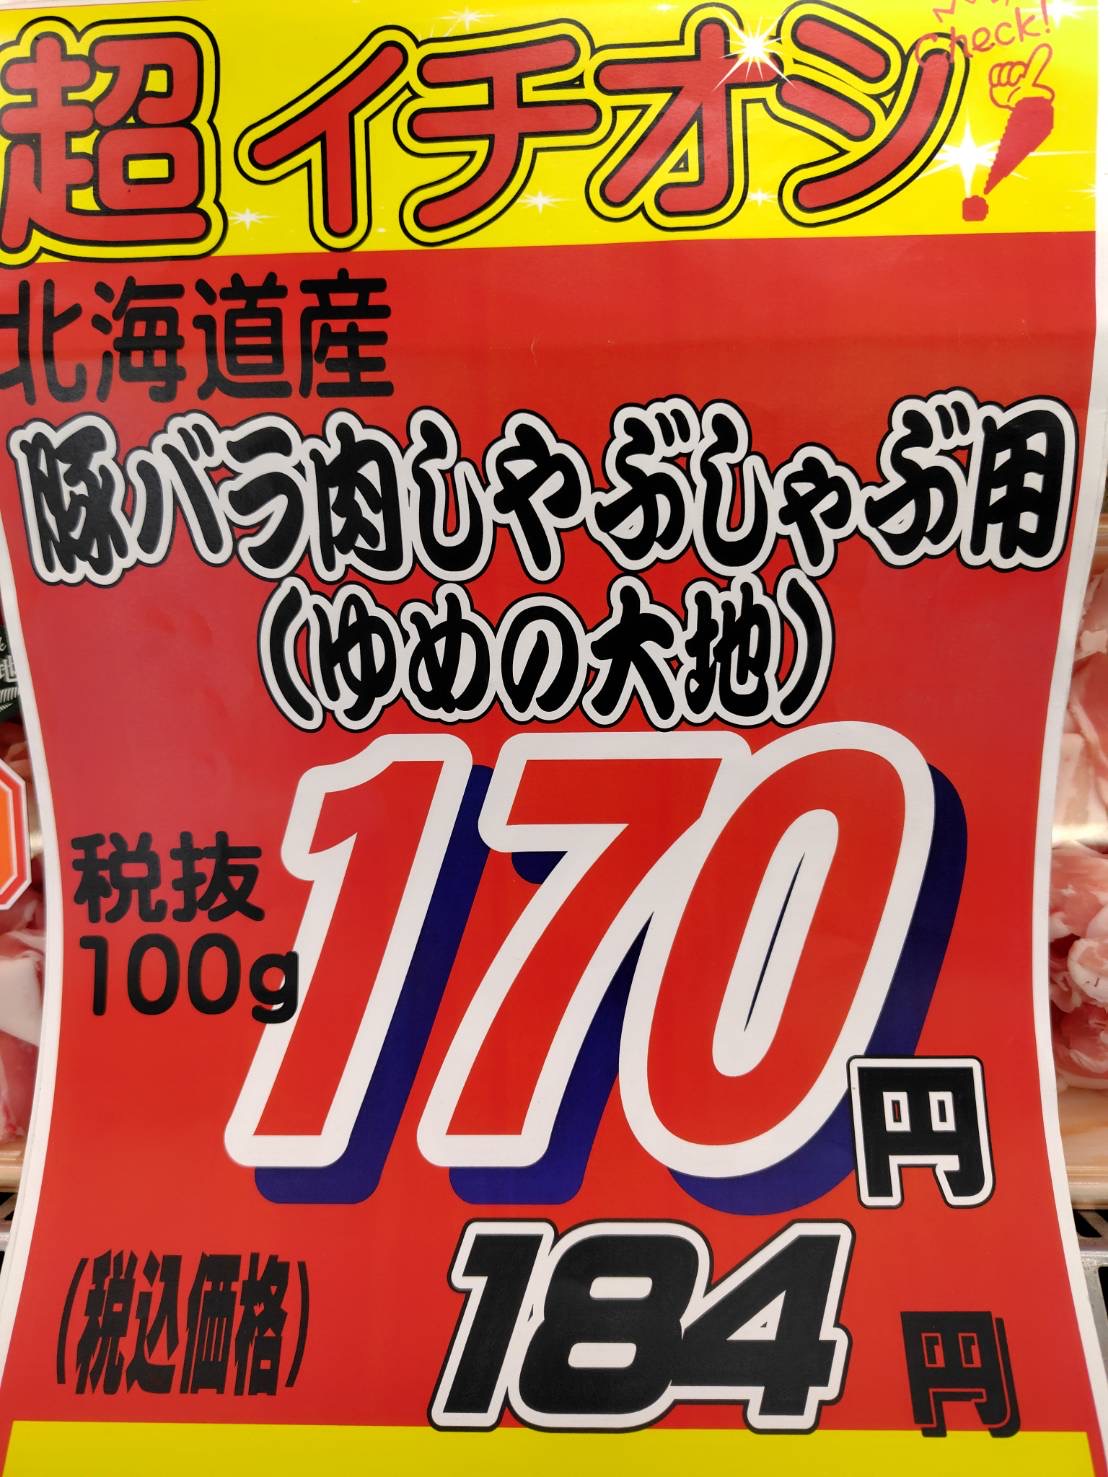 超イチオシ
Check!
北海道産
豚バラ肉しやぶしゃぶ用
(ゆめの大地)
税抜
100g
170円
(税込価格)
184円
地